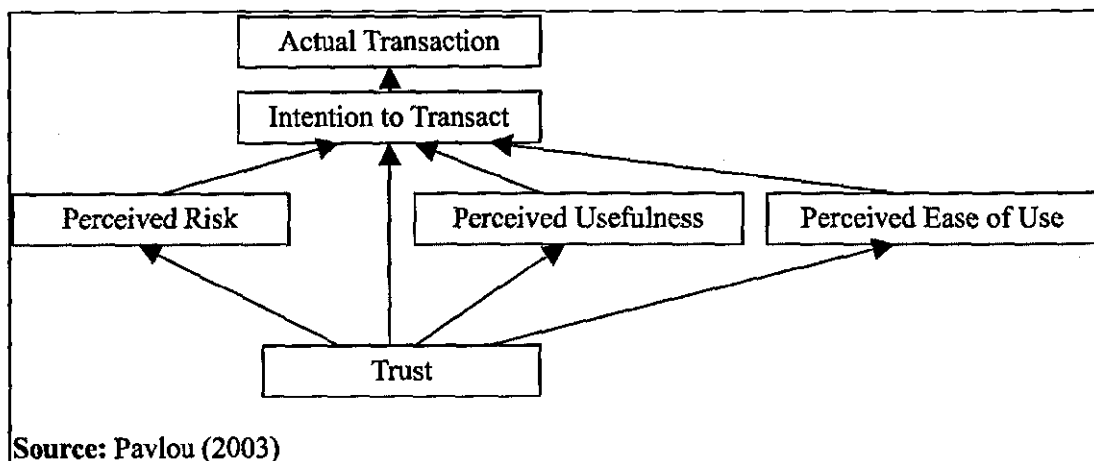 Actual Transaction
Intention to Transact
Perceived Risk
Perceived Usefulness
Perceived Ease of Use
Trust
Source: Pavlou (2003)